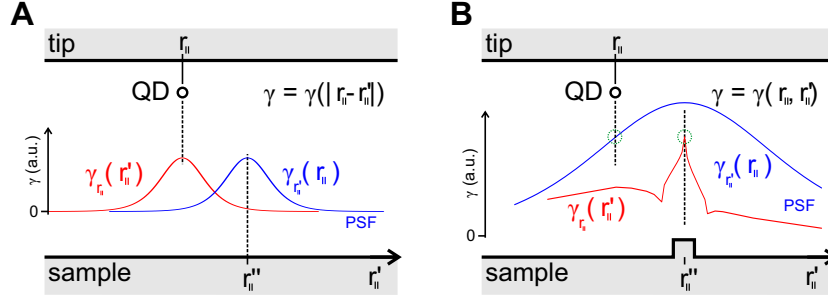 A
tip
r||
QD
γ = γ(|r||-r||'|)
γ (a.u.)
γr||(r||')
γr||'(r||)
0
PSF
sample
r||''
r||'
B
tip
r||
QD
γ = γ(r||, r||')
γ (a.u.)
γr||'(r||)
γr||(r||')
PSF
0
sample
r||''
r||'